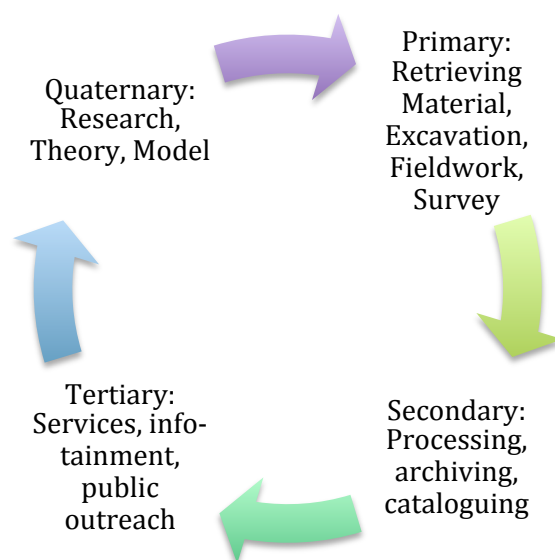 Quaternary:
Research,
Theory, Model
Primary:
Retrieving
Material,
Excavation,
Fieldwork,
Survey
Secondary:
Processing,
archiving,
cataloguing
Tertiary:
Services, info-
tainment,
public
outreach